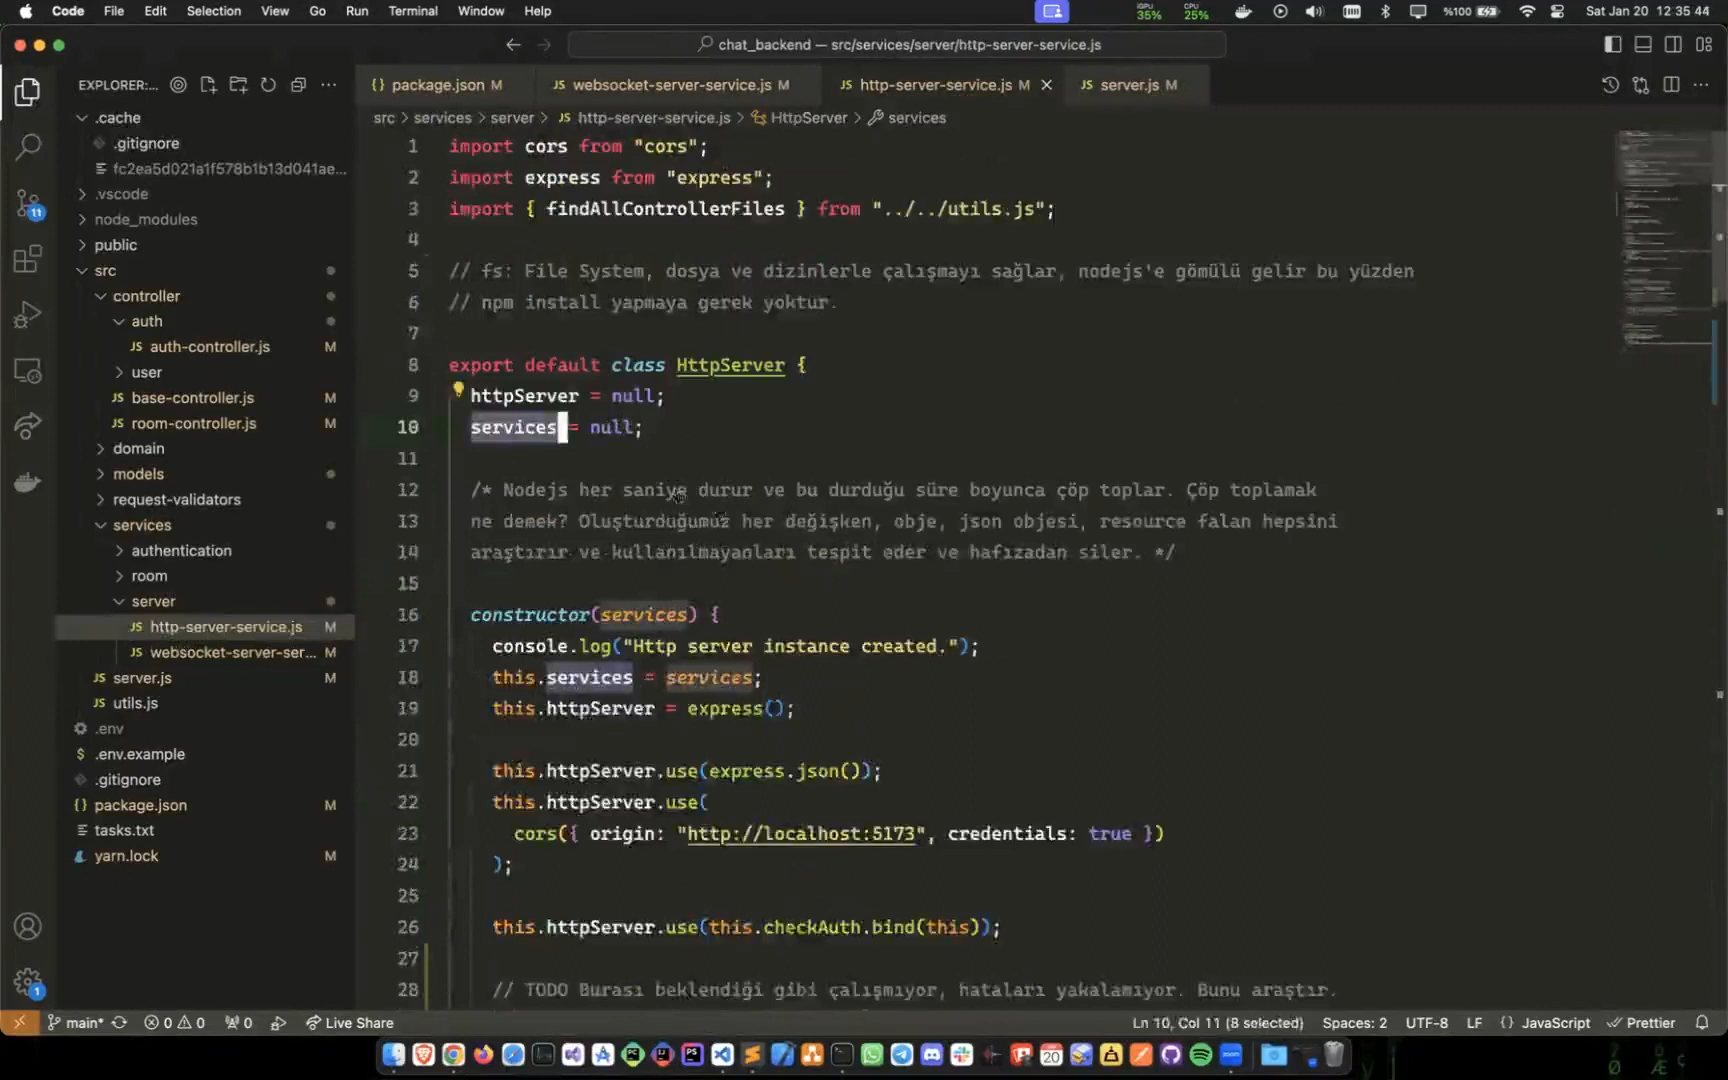 Code File Edit Selection View Go Run Terminal Window Help
GPU 35% CPU 25% %100 Sat Jan 20 12:35:44
chat_backend — src/services/server/http-server-service.js
EXPLORER:...
package.json M
websocket-server-service.js M
http-server-service.js M
server.js M
src > services > server > JS http-server-service.js > HttpServer > services
.cache
.gitignore
fc2ea5d021a1f578b1b13d041ae...
.vscode
node_modules
public
src
controller
auth
JS auth-controller.js M
user
JS base-controller.js M
JS room-controller.js M
domain
models
request-validators
services
authentication
room
server
JS http-server-service.js M
JS websocket-server-ser... M
JS server.js M
JS utils.js
.env
$ .env.example
.gitignore
{} package.json M
tasks.txt
yarn.lock M
1 import cors from "cors";
2 import express from "express";
3 import { findAllControllerFiles } from "../../utils.js";
4
5 // fs: File System, dosya ve dizinlerle çalışmayı sağlar, nodejs'e gömülü gelir bu yüzden
6 // npm install yapmaya gerek yoktur.
7
8 export default class HttpServer {
9 httpServer = null;
10 services = null;
11
12 /* Nodejs her saniye durur ve bu durduğu süre boyunca çöp toplar. Çöp toplamak
13 ne demek? Oluşturduğumuz her değişken, obje, json objesi, resource falan hepsini
14 araştırır ve kullanılmayanları tespit eder ve hafızadan siler. */
15
16 constructor(services) {
17 console.log("Http server instance created.");
18 this.services = services;
19 this.httpServer = express();
20
21 this.httpServer.use(express.json());
22 this.httpServer.use(
23 cors({ origin: "http://localhost:5173", credentials: true })
24 );
25
26 this.httpServer.use(this.checkAuth.bind(this));
27
28 // TODO Burası beklendiği gibi çalışmıyor, hataları yakalamıyor. Bunu araştır.
11
1
main* 0 0 0 Live Share
Ln 10, Col 11 (8 selected) Spaces: 2 UTF-8 LF {} JavaScript Prettier